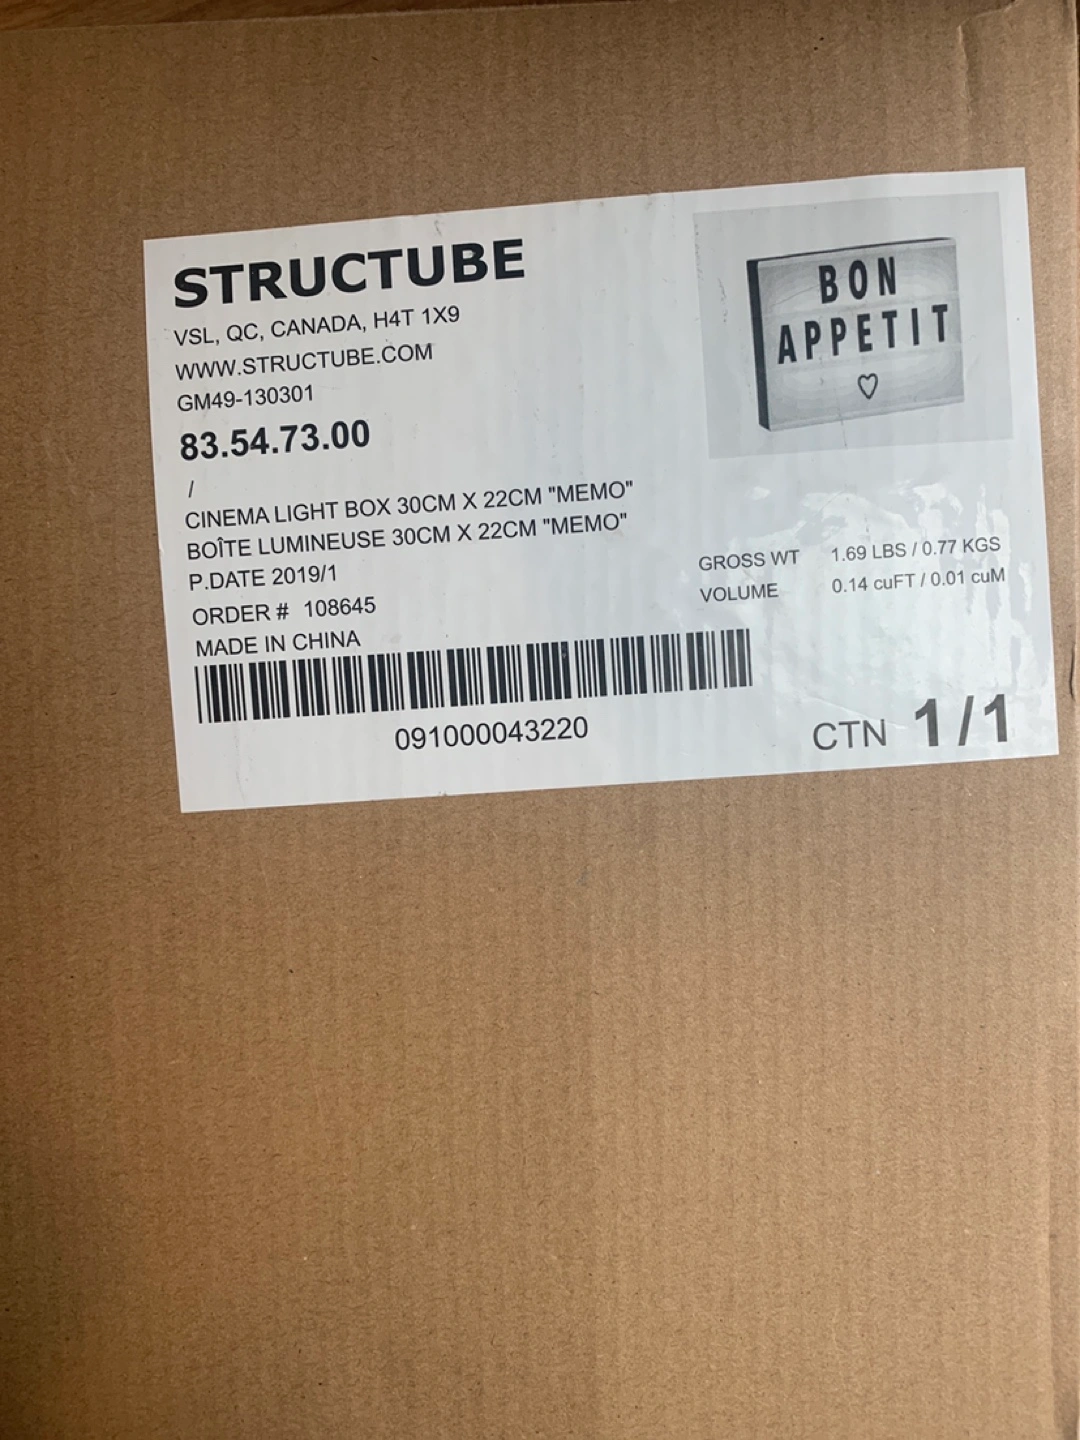 STRUCTUBE
VSL, QC, CANADA, H4T 1X9
WWW.STRUCTUBE.COM
GM49-130301
83.54.73.00
/
CINEMA LIGHT BOX 30CM X 22CM "MEMO"
BOÎTE LUMINEUSE 30CM X 22CM "MEMO"
P.DATE 2019/1
ORDER # 108645
MADE IN CHINA
091000043220
BON
APPETIT
GROSS WT 1.69 LBS / 0.77 KGS
VOLUME 0.14 cuFT / 0.01 cuM
CTN 1/1